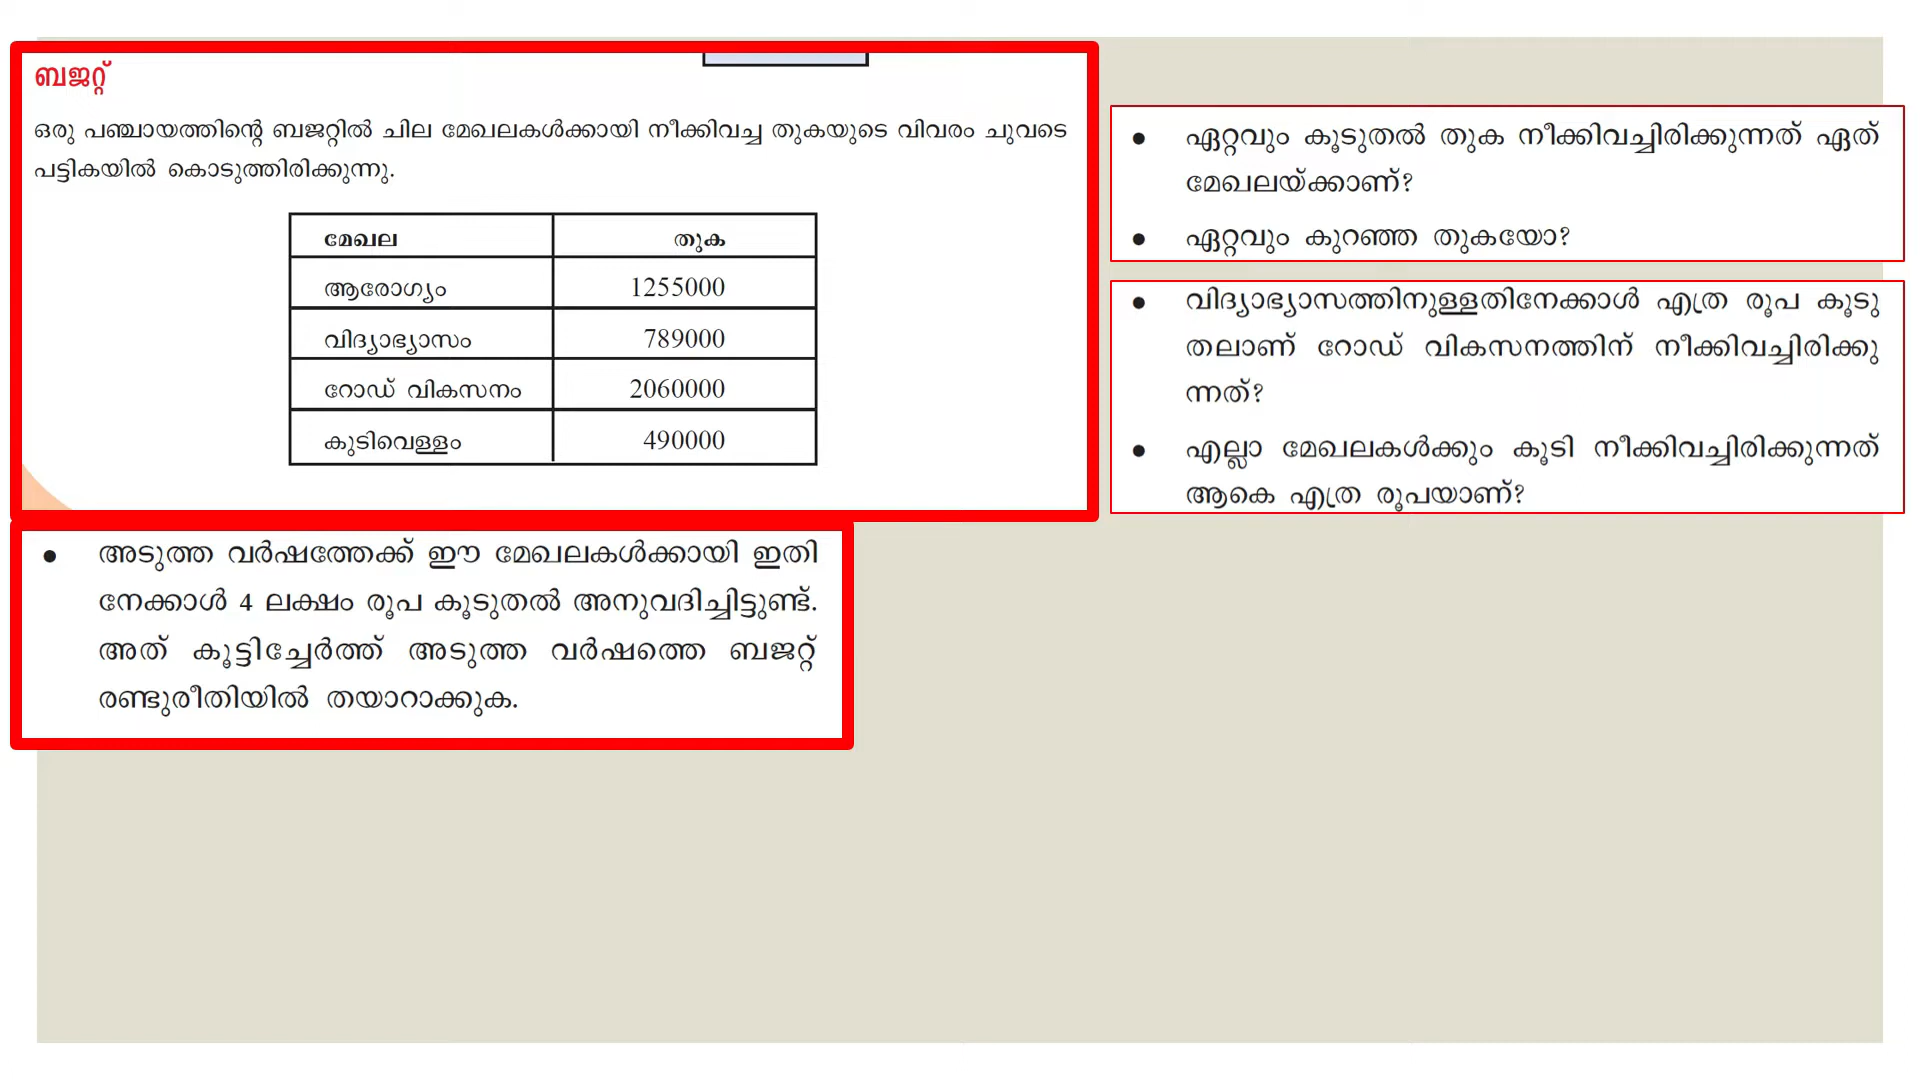 ബജറ്റ്
ഒരു പഞ്ചായത്തിന്റെ ബജറ്റിൽ ചില മേഖലകൾക്കായി നീക്കിവച്ച തുകയുടെ വിവരം ചുവടെ
പട്ടികയിൽ കൊടുത്തിരിക്കുന്നു.
മേഖല തുക
ആരോഗ്യം 1255000
വിദ്യാഭ്യാസം 789000
റോഡ് വികസനം 2060000
കുടിവെള്ളം 490000
● ഏറ്റവും കൂടുതൽ തുക നീക്കിവച്ചിരിക്കുന്നത് ഏത്
മേഖലയ്ക്കാണ്?
● ഏറ്റവും കുറഞ്ഞ തുകയോ?
● വിദ്യാഭ്യാസത്തിനുള്ളതിനേക്കാൾ എത്ര രൂപ കൂടു
തലാണ് റോഡ് വികസനത്തിന് നീക്കിവച്ചിരിക്കു
ന്നത്?
● എല്ലാ മേഖലകൾക്കും കൂടി നീക്കിവച്ചിരിക്കുന്നത്
ആകെ എത്ര രൂപയാണ്?
● അടുത്ത വർഷത്തേക്ക് ഈ മേഖലകൾക്കായി ഇതി
നേക്കാൾ 4 ലക്ഷം രൂപ കൂടുതൽ അനുവദിച്ചിട്ടുണ്ട്.
അത് കൂട്ടിച്ചേർത്ത് അടുത്ത വർഷത്തെ ബജറ്റ്
രണ്ടുരീതിയിൽ തയാറാക്കുക.